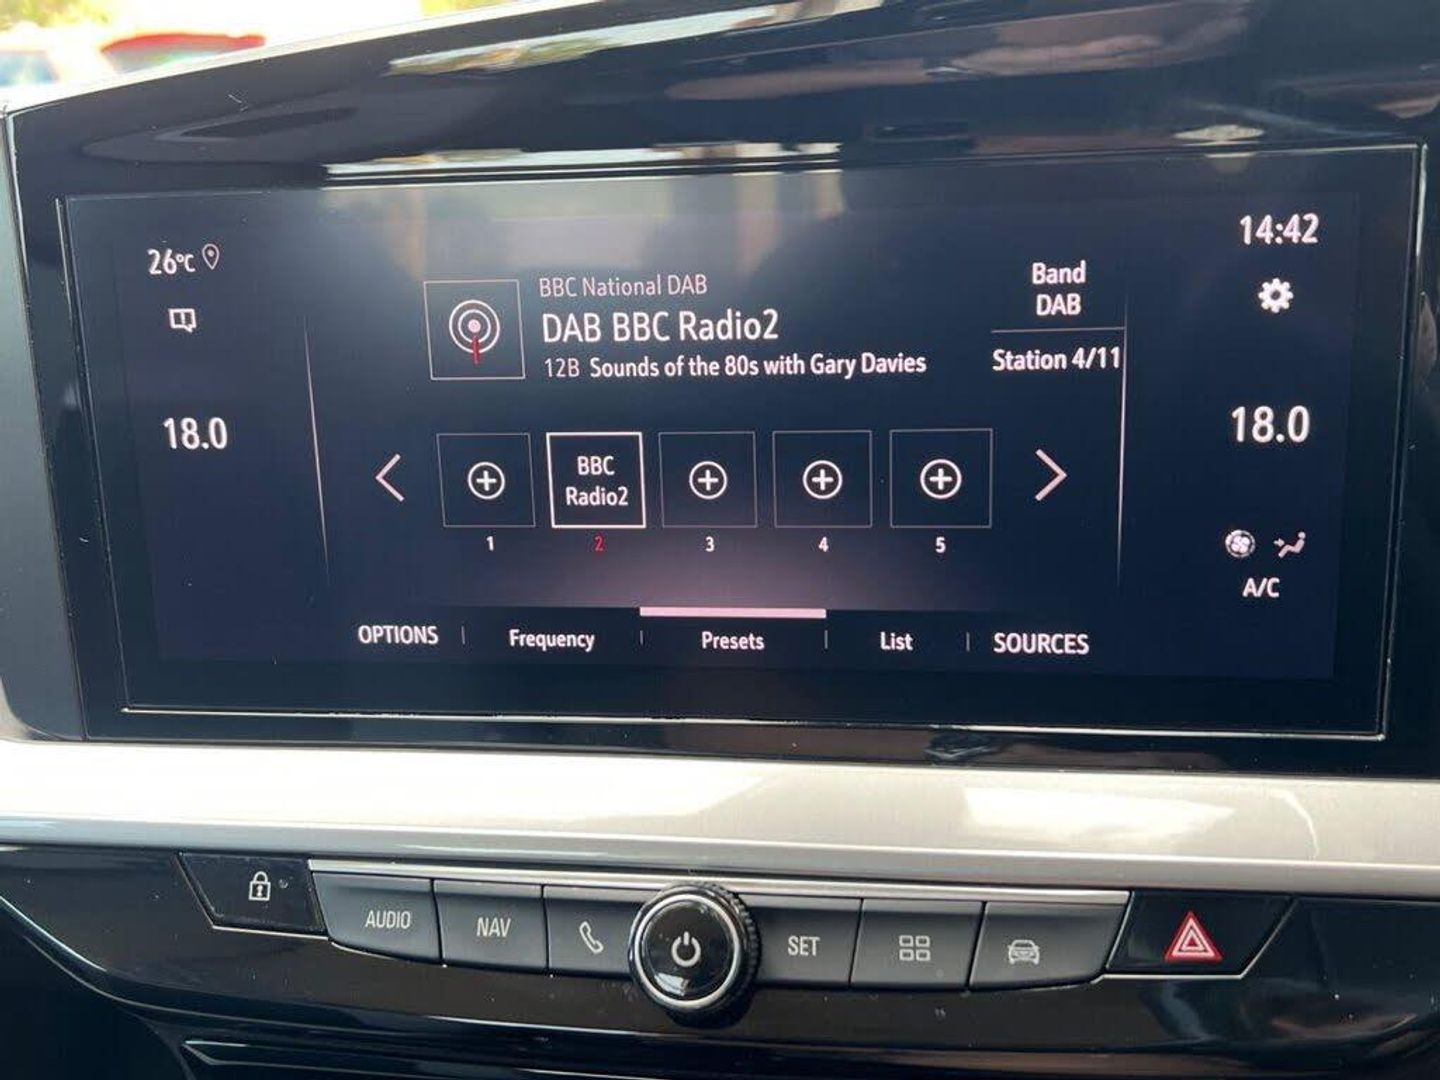 26°C
14:42
BBC National DAB
DAB BBC Radio2
12B Sounds of the 80s with Gary Davies
Band
DAB
Station 4/11
18.0
18.0
BBC
Radio2
1
2
3
4
5
A/C
OPTIONS
Frequency
Presets
List
SOURCES
AUDIO
NAV
SET